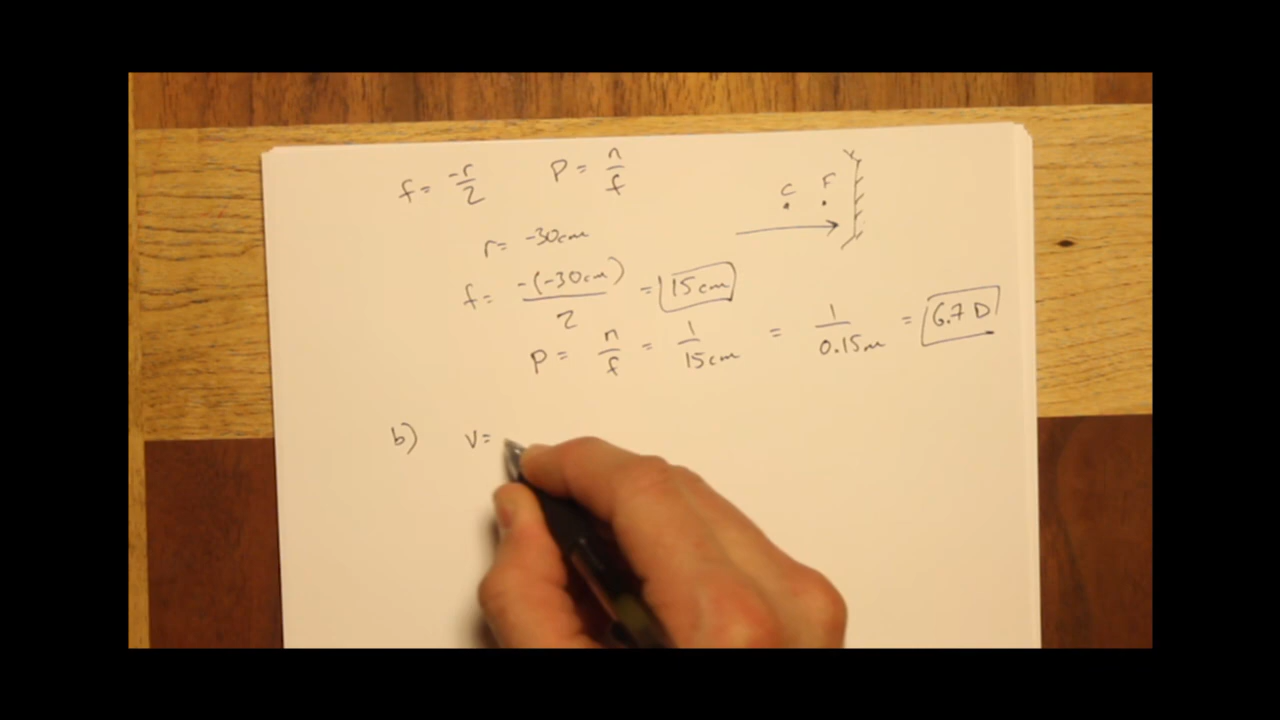 f = -r/2 P = n/f
C F
r = -30cm
f = -(-30cm)/2 = 15cm
P = n/f = 1/15cm = 1/0.15m = 6.7 D
b) v=